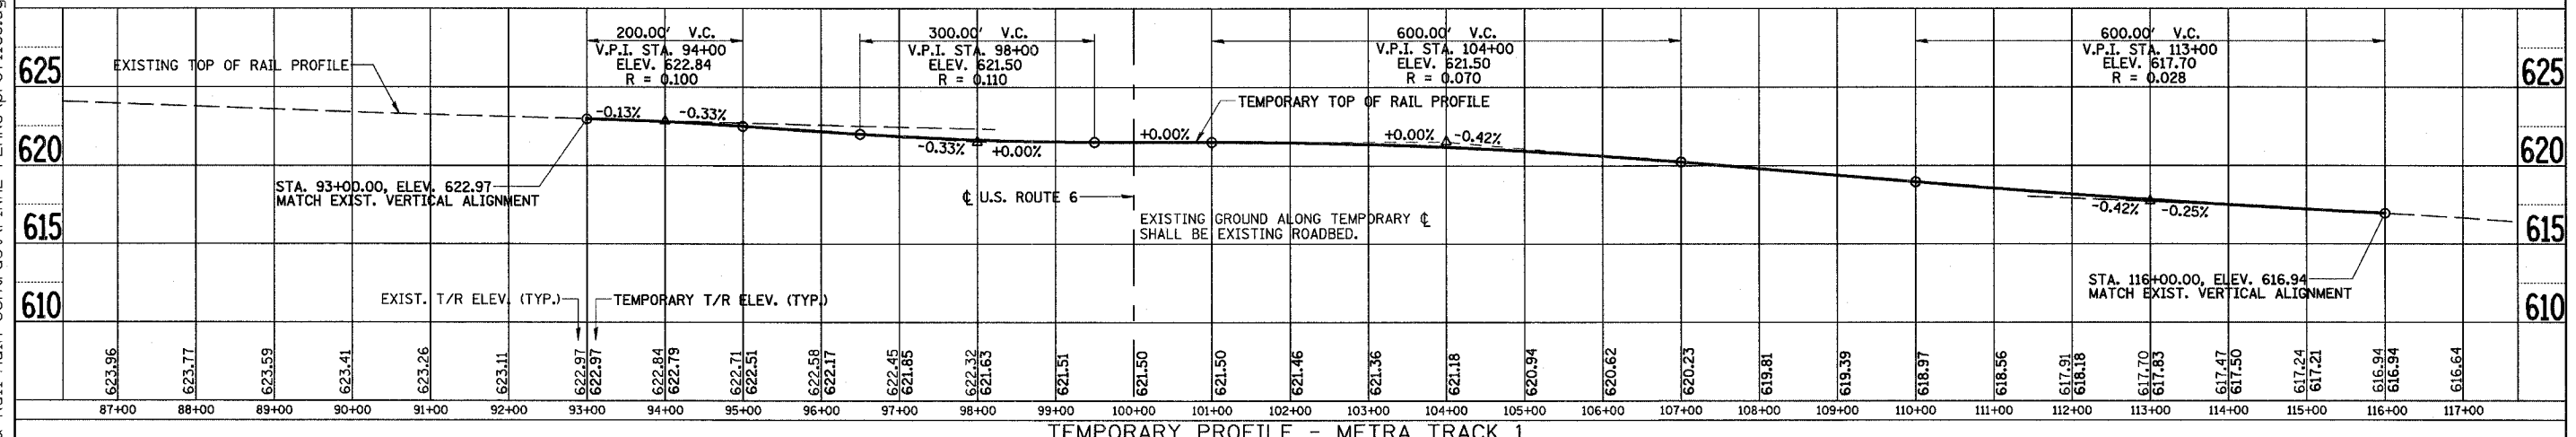 200.00' V.C.
V.P.I. STA. 94+00
ELEV. 622.84
R = 0.100
300.00' V.C.
V.P.I. STA. 98+00
ELEV. 621.50
R = 0.110
600.00' V.C.
V.P.I. STA. 104+00
ELEV. 621.50
R = 0.070
600.00' V.C.
V.P.I. STA. 113+00
ELEV. 617.70
R = 0.028
625
620
615
610
625
620
615
610
EXISTING TOP OF RAIL PROFILE
TEMPORARY TOP OF RAIL PROFILE
-0.13%
-0.33%
-0.33%
+0.00%
+0.00%
+0.00%
-0.42%
-0.42%
-0.25%
STA. 93+00.00, ELEV. 622.97
MATCH EXIST. VERTICAL ALIGNMENT
℄ U.S. ROUTE 6
EXISTING GROUND ALONG TEMPORARY ℄
SHALL BE EXISTING ROADBED.
STA. 116+00.00, ELEV. 616.94
MATCH EXIST. VERTICAL ALIGNMENT
EXIST. T/R ELEV. (TYP.)
TEMPORARY T/R ELEV. (TYP.)
623.96
623.77
623.59
623.41
623.26
623.11
622.97
622.97
622.84
622.79
622.71
622.51
622.58
622.17
622.45
621.85
622.32
621.63
621.51
621.50
621.50
621.46
621.36
621.18
620.94
620.62
620.23
619.81
619.39
618.97
618.56
617.91
618.18
617.70
617.83
617.47
617.50
617.24
617.21
616.94
616.94
616.64
87+00 88+00 89+00 90+00 91+00 92+00 93+00 94+00 95+00 96+00 97+00 98+00 99+00 100+00 101+00 102+00 103+00 104+00 105+00 106+00 107+00 108+00 109+00 110+00 111+00 112+00 113+00 114+00 115+00 116+00 117+00
TEMPORARY PROFILE - METRA TRACK 1